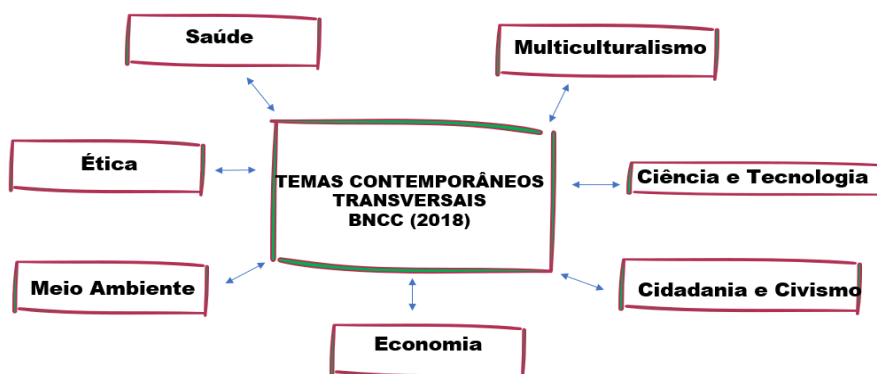 Saúde
Multiculturalismo
Ética
TEMAS CONTEMPORÂNEOS
TRANSVERSAIS
BNCC (2018)
Ciência e Tecnologia
Meio Ambiente
Cidadania e Civismo
Economia